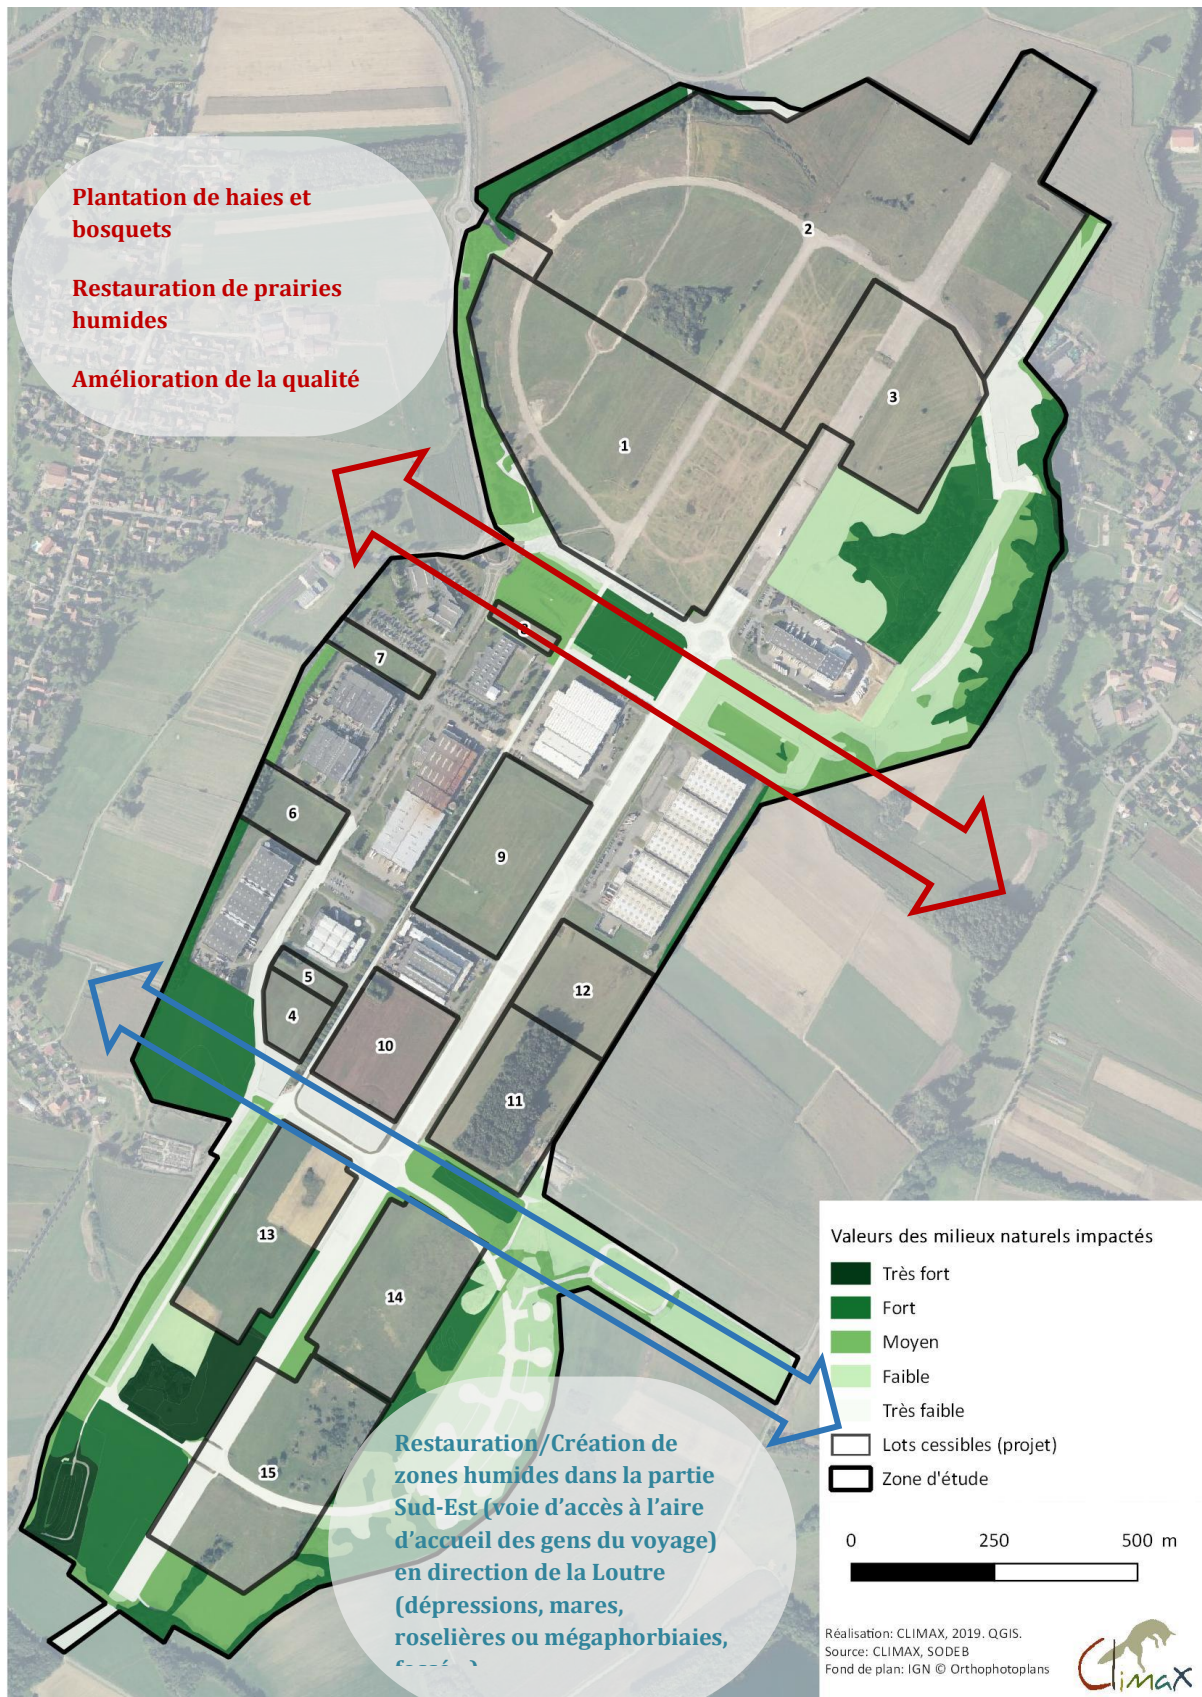 Plantation de haies et
bosquets
Restauration de prairies
humides
Amélioration de la qualité
2
3
1
8
7
6
9
5
4
12
10
11
13
14
15
Restauration/Création de
zones humides dans la partie
Sud-Est (voie d’accès à l’aire
d’accueil des gens du voyage)
en direction de la Loutre
(dépressions, mares,
roselières ou mégaphorbiaies,
Valeurs des milieux naturels impactés
Très fort
Fort
Moyen
Faible
Très faible
Lots cessibles (projet)
Zone d'étude
0 250 500 m
Réalisation: CLIMAX, 2019. QGIS.
Source: CLIMAX, SODEB
Fond de plan: IGN © Orthophotoplans
Climax